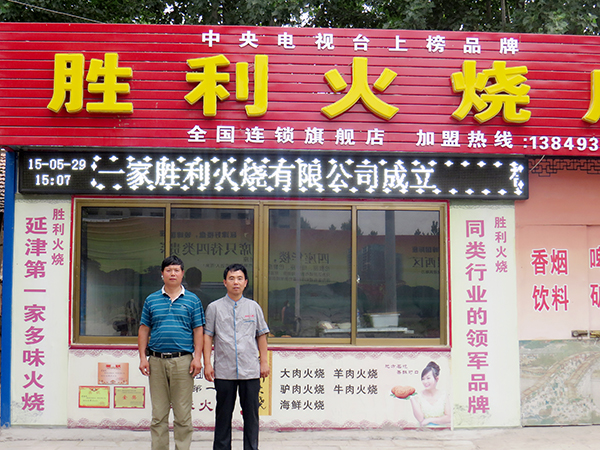 中央电视台上榜品牌
胜利火烧
全国连锁旗舰店 加盟热线:138493
15-05-29
15:07
一家胜利火烧有限公司成立
胜利火烧
延津第一家多味火烧
胜利火烧
同类行业的领军品牌
香烟
饮料
大肉火烧 羊肉火烧
驴肉火烧 牛肉火烧
海鲜火烧